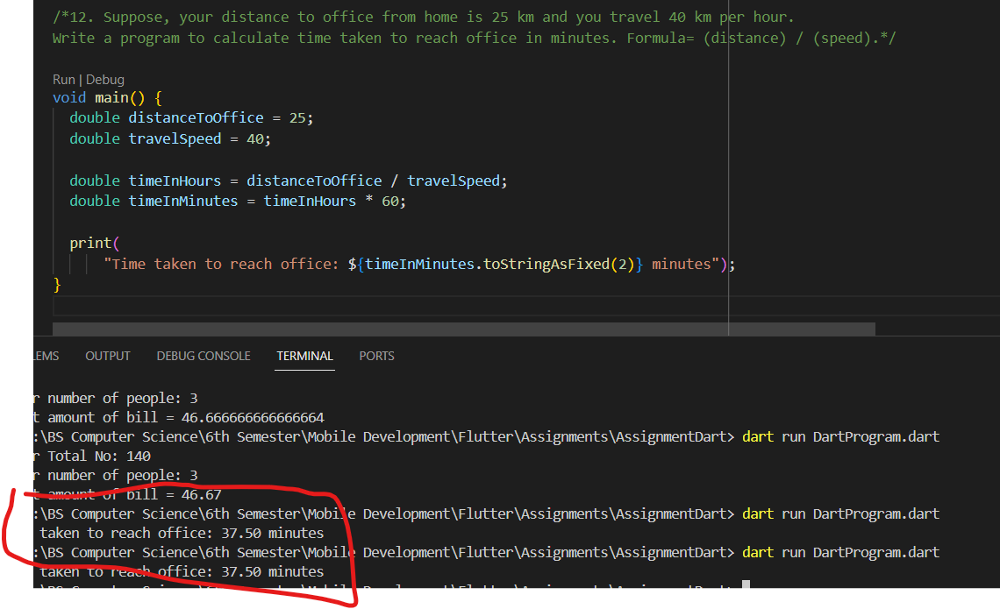 /*12. Suppose, your distance to office from home is 25 km and you travel 40 km per hour.
Write a program to calculate time taken to reach office in minutes. Formula= (distance) / (speed).*/
Run | Debug
void main() {
double distanceToOffice = 25;
double travelSpeed = 40;
double timeInHours = distanceToOffice / travelSpeed;
double timeInMinutes = timeInHours * 60;
print(
"Time taken to reach office: ${timeInMinutes.toStringAsFixed(2)} minutes");
}
LEMS OUTPUT DEBUG CONSOLE TERMINAL PORTS
r number of people: 3
t amount of bill = 46.666666666666664
:\BS Computer Science\6th Semester\Mobile Development\Flutter\Assignments\AssignmentDart> dart run DartProgram.dart
r Total No: 140
r number of people: 3
t amount of bill = 46.67
:\BS Computer Science\6th Semester\Mobile Development\Flutter\Assignments\AssignmentDart> dart run DartProgram.dart
taken to reach office: 37.50 minutes
:\BS Computer Science\6th Semester\Mobile Development\Flutter\Assignments\AssignmentDart> dart run DartProgram.dart
taken to reach office: 37.50 minutes